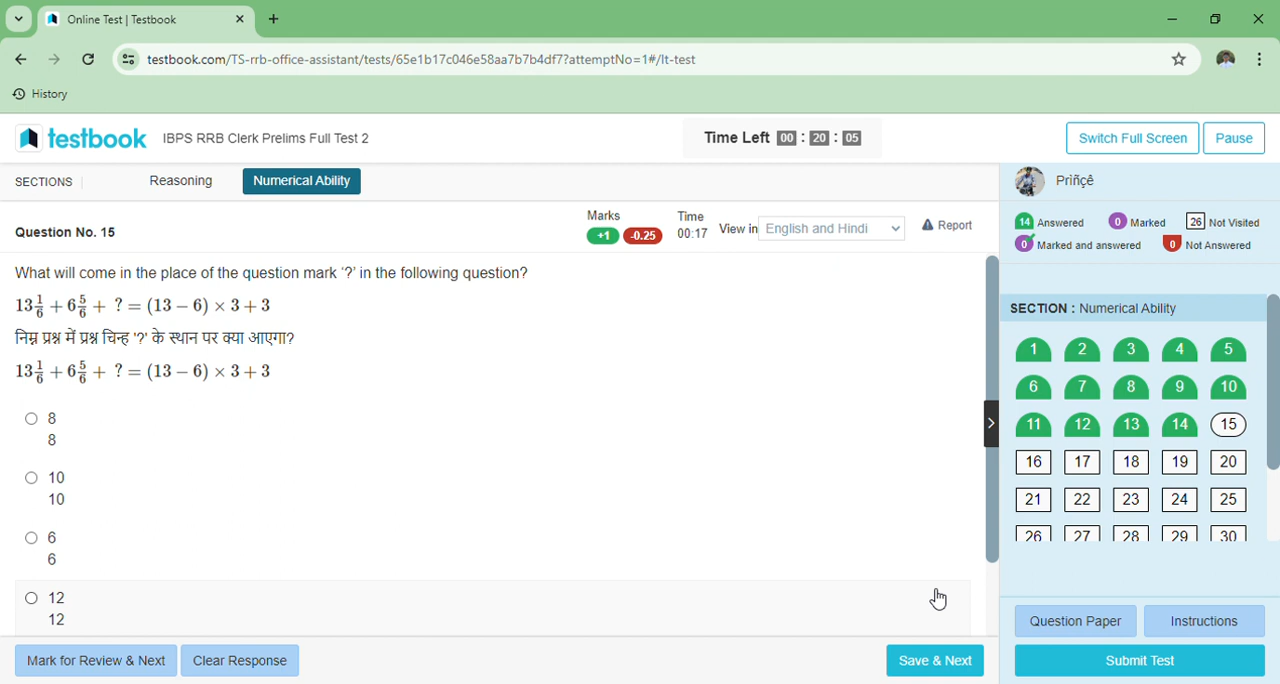 Online Test | Testbook
testbook.com/TS-rrb-office-assistant/tests/65e1b17c046e58aa7b7b4df7?attemptNo=1#/lt-test
History
testbook IBPS RRB Clerk Prelims Full Test 2
Time Left 00 : 20 : 05
Switch Full Screen Pause
SECTIONS Reasoning Numerical Ability
Prïñçê
Question No. 15
Marks +1 -0.25
Time 00:17
View in English and Hindi
Report
14 Answered 0 Marked 26 Not Visited
0 Marked and answered 0 Not Answered
What will come in the place of the question mark '?' in the following question?
13 1/6 + 6 5/6 + ? = (13 − 6) × 3 + 3
निम्न प्रश्न में प्रश्न चिन्ह '?' के स्थान पर क्या आएगा?
13 1/6 + 6 5/6 + ? = (13 − 6) × 3 + 3
8
8
10
10
6
6
12
12
SECTION : Numerical Ability
1 2 3 4 5
6 7 8 9 10
11 12 13 14 15
16 17 18 19 20
21 22 23 24 25
26 27 28 29 30
Question Paper Instructions
Mark for Review & Next Clear Response Save & Next
Submit Test